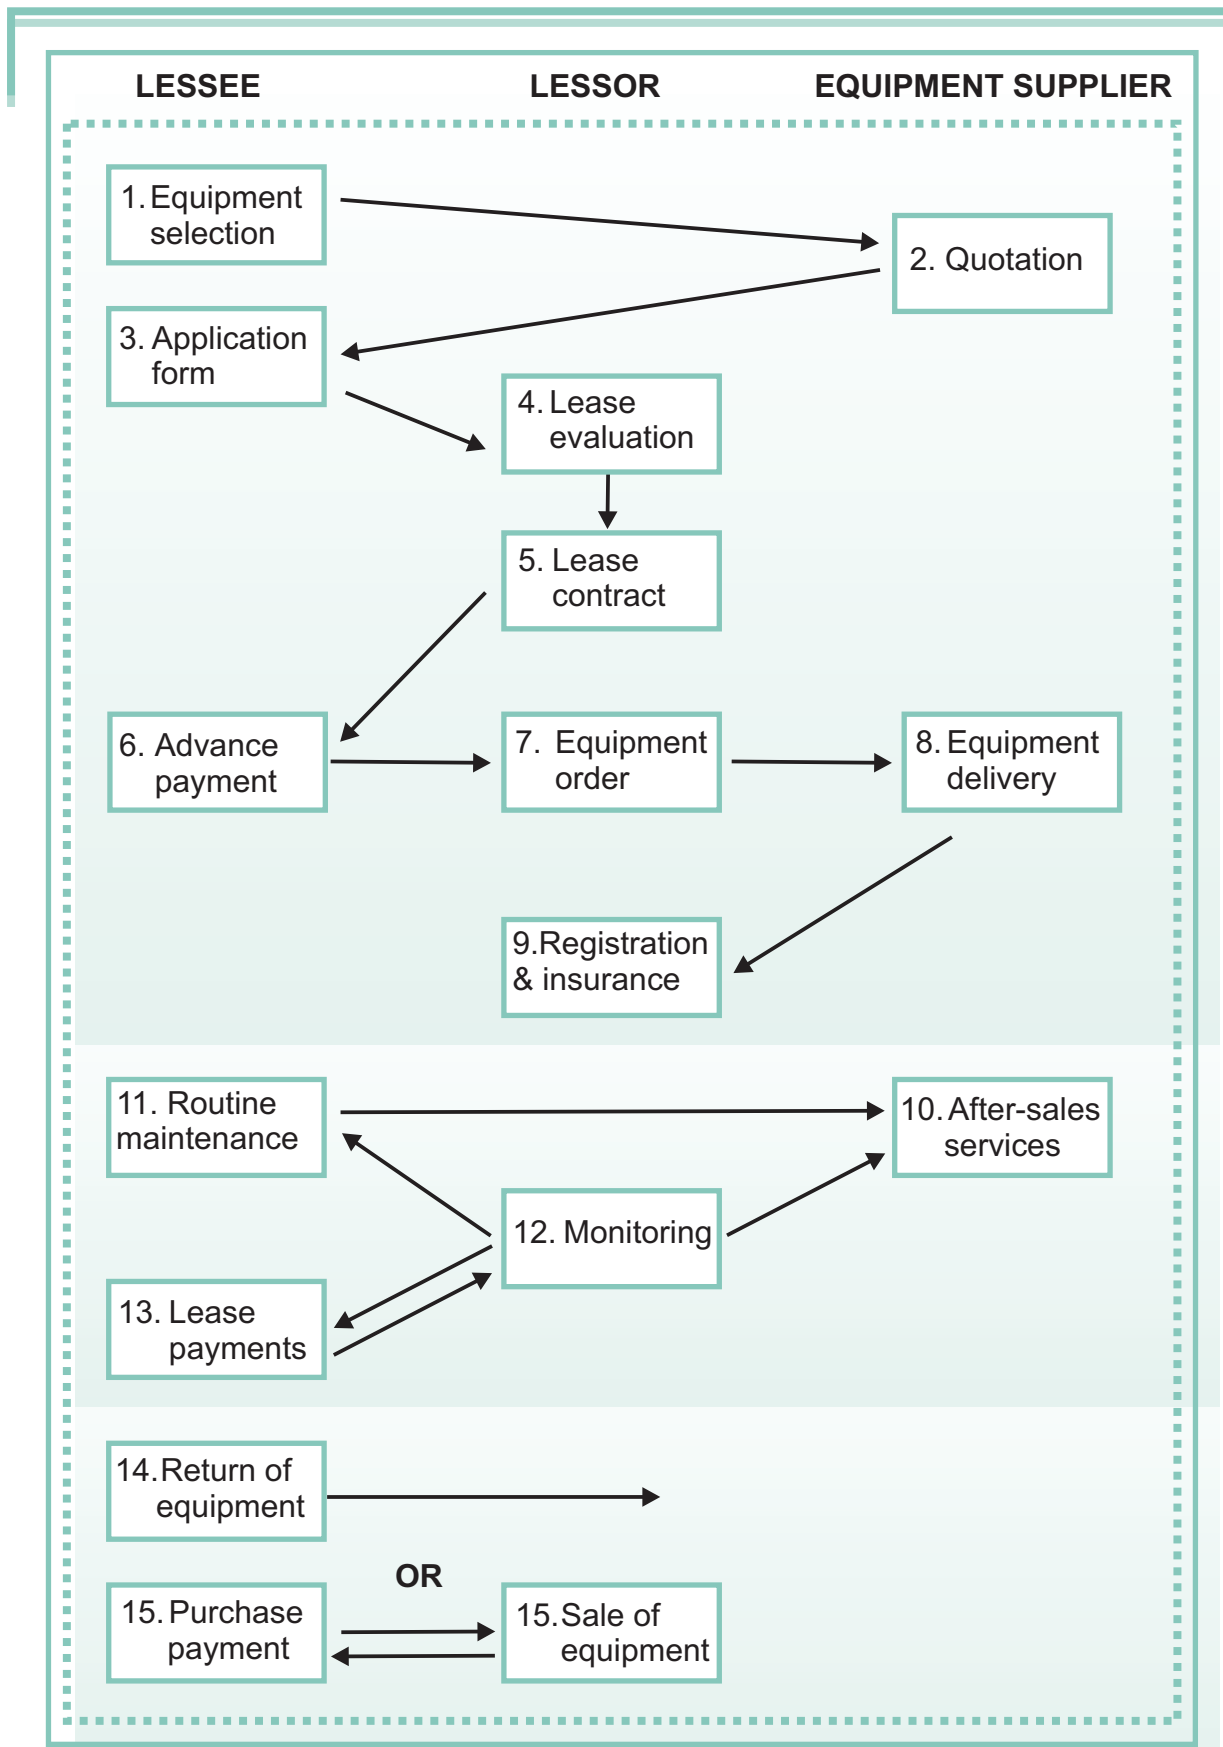 LESSEE LESSOR EQUIPMENT SUPPLIER
1. Equipment
selection
2. Quotation
3. Application
form
4. Lease
evaluation
5. Lease
contract
6. Advance
payment
7. Equipment
order
8. Equipment
delivery
9.Registration
& insurance
11. Routine
maintenance
10. After-sales
services
12. Monitoring
13. Lease
payments
14. Return of
equipment
OR
15. Purchase
payment
15. Sale of
equipment